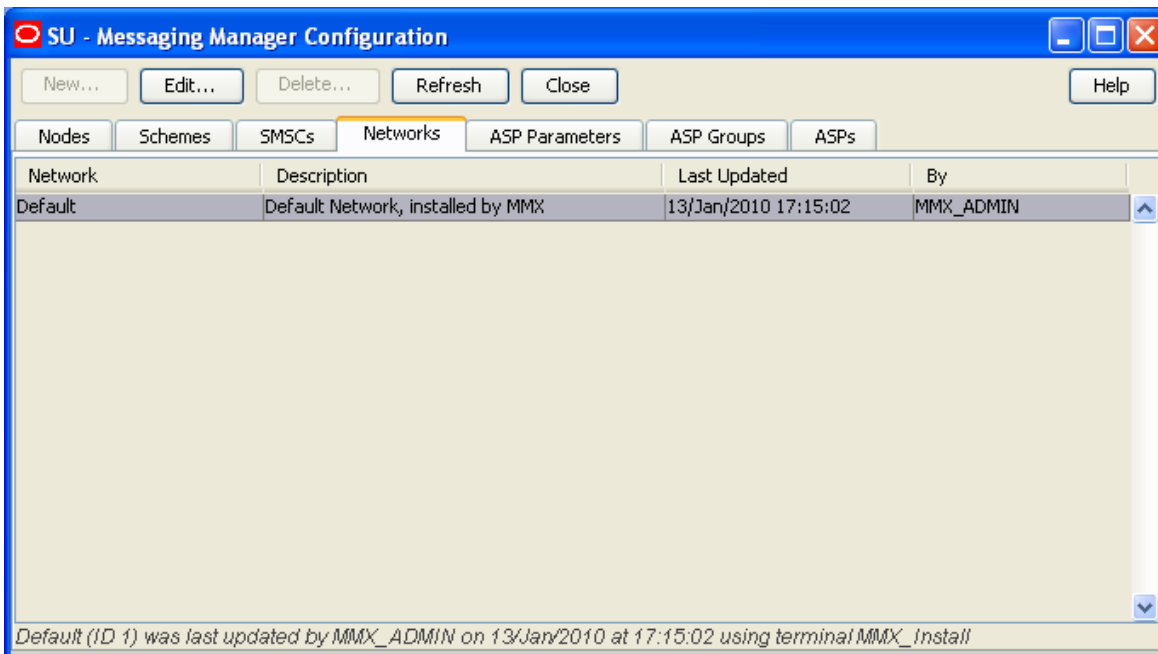 SU - Messaging Manager Configuration
New... Edit... Delete... Refresh Close Help
Nodes Schemes SMSCs Networks ASP Parameters ASP Groups ASPs
Network Description Last Updated By
Default Default Network, installed by MMX 13/Jan/2010 17:15:02 MMX_ADMIN
Default (ID 1) was last updated by MMX_ADMIN on 13/Jan/2010 at 17:15:02 using terminal MMX_Install